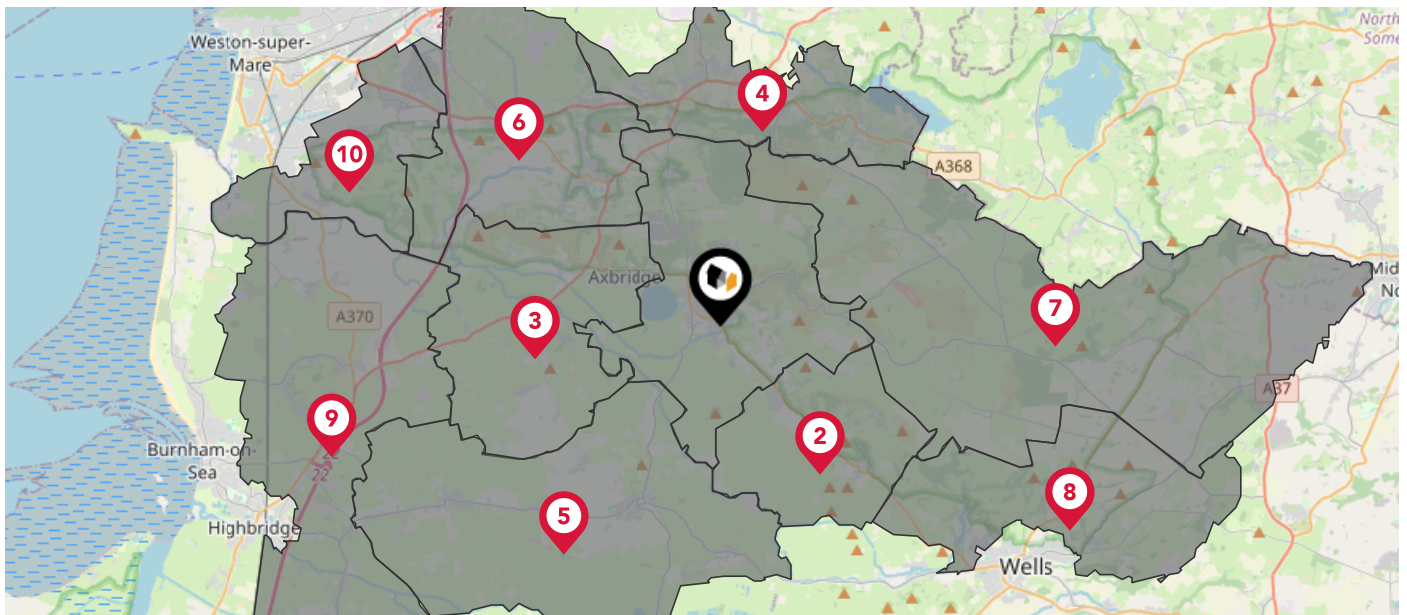 21
North
Some
Weston-super-
Mare
4
6
10
A368
Axbridge
Mid
No
7
A370
3
A37
9
2
Burnham-on-
Sea
22
22
8
5
Highbridge
Wells